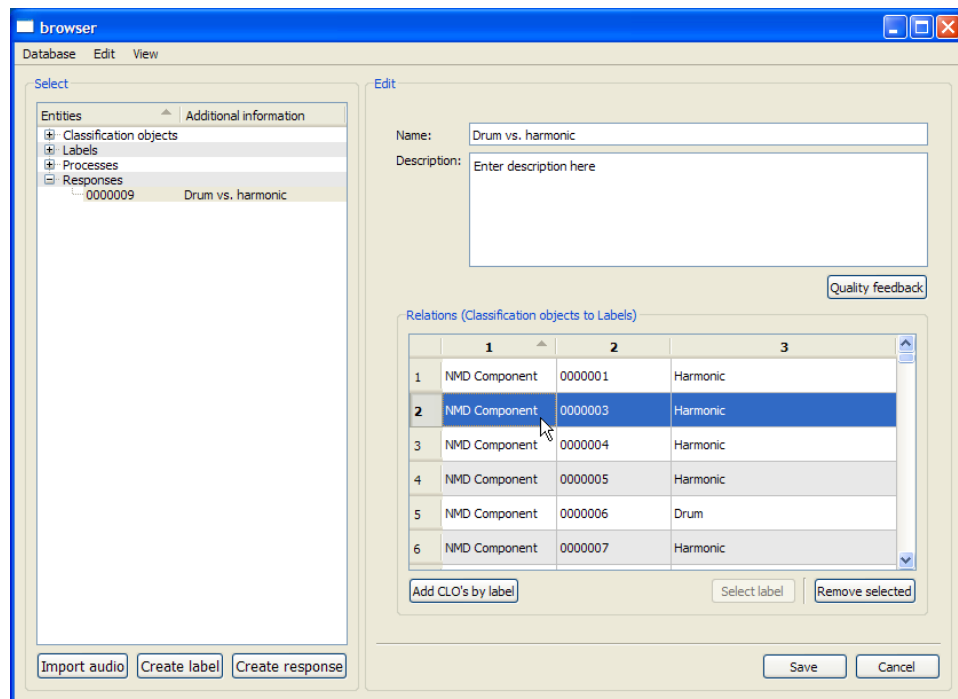 browser
Database Edit View
Select
Entities Additional information
Classification objects
Labels
Processes
Responses
0000009 Drum vs. harmonic
Import audio Create label Create response
Edit
Name: Drum vs. harmonic
Description: Enter description here
Quality feedback
Relations (Classification objects to Labels)
1 2 3
1 NMD Component 0000001 Harmonic
2 NMD Component 0000003 Harmonic
3 NMD Component 0000004 Harmonic
4 NMD Component 0000005 Harmonic
5 NMD Component 0000006 Drum
6 NMD Component 0000007 Harmonic
Add CLO's by label Select label Remove selected
Save Cancel